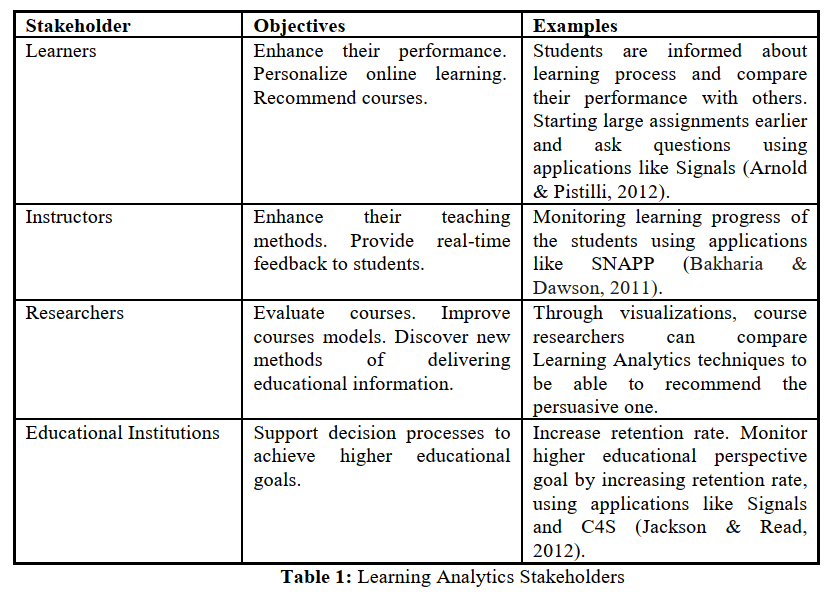 Stakeholder Objectives Examples
Learners
Enhance their performance.
Personalize online learning.
Recommend courses.
Students are informed about
learning process and compare
their performance with others.
Starting large assignments earlier
and ask questions using
applications like Signals (Arnold
& Pistilli, 2012).
Instructors
Enhance their teaching
methods. Provide real-time
feedback to students.
Monitoring learning progress of
the students using applications
like SNAPP (Bakharia &
Dawson, 2011).
Researchers
Evaluate courses. Improve
courses models. Discover new
methods of delivering
educational information.
Through visualizations, course
researchers can compare
Learning Analytics techniques to
be able to recommend the
persuasive one.
Educational Institutions
Support decision processes to
achieve higher educational
goals.
Increase retention rate. Monitor
higher educational perspective
goal by increasing retention rate,
using applications like Signals
and C4S (Jackson & Read,
2012).
Table 1: Learning Analytics Stakeholders